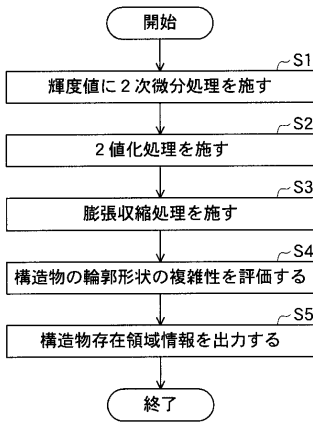 開始
S1
輝度値に2次微分処理を施す
S2
2値化処理を施す
S3
膨張収縮処理を施す
S4
構造物の輪郭形状の複雑性を評価する
S5
構造物存在領域情報を出力する
終了